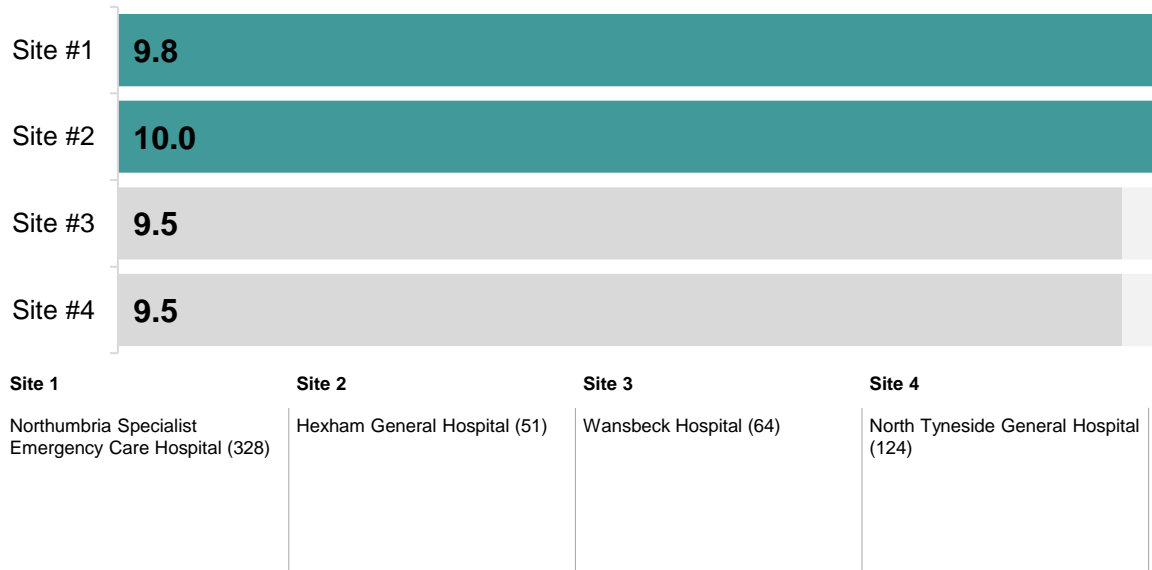 Site #1 9.8
Site #2 10.0
Site #3 9.5
Site #4 9.5
Site 1
Northumbria Specialist
Emergency Care Hospital (328)
Site 2
Hexham General Hospital (51)
Site 3
Wansbeck Hospital (64)
Site 4
North Tyneside General Hospital
(124)